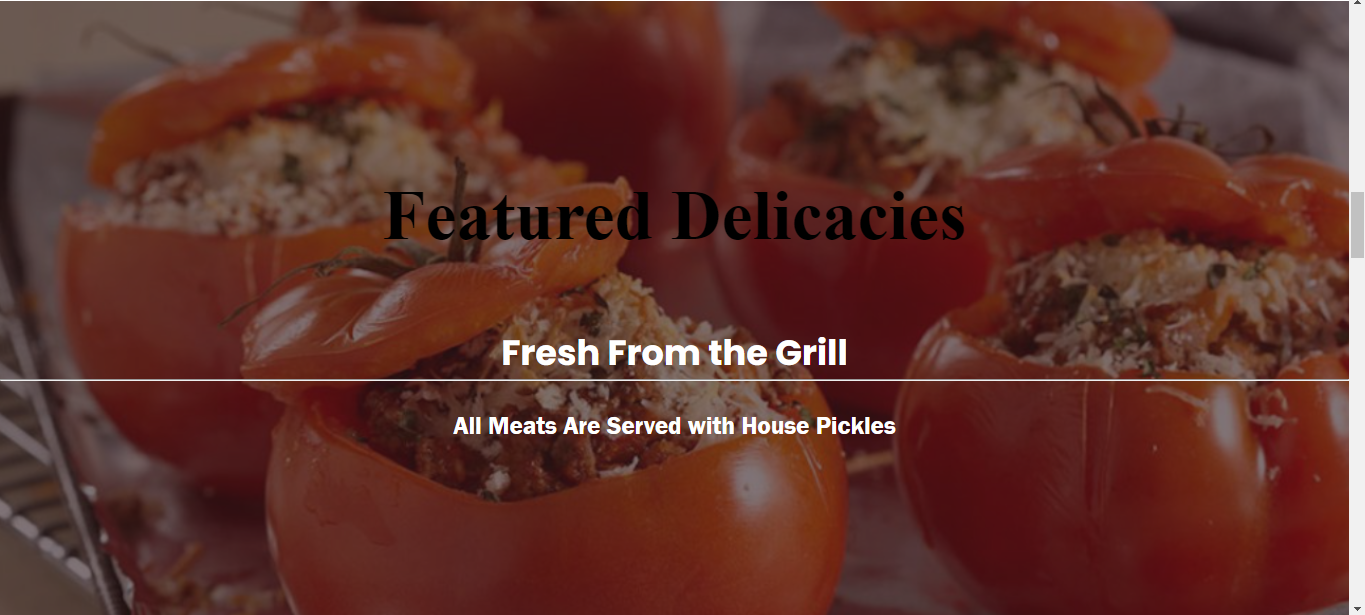 Featured Delicacies
Fresh From the Grill
All Meats Are Served with House Pickles